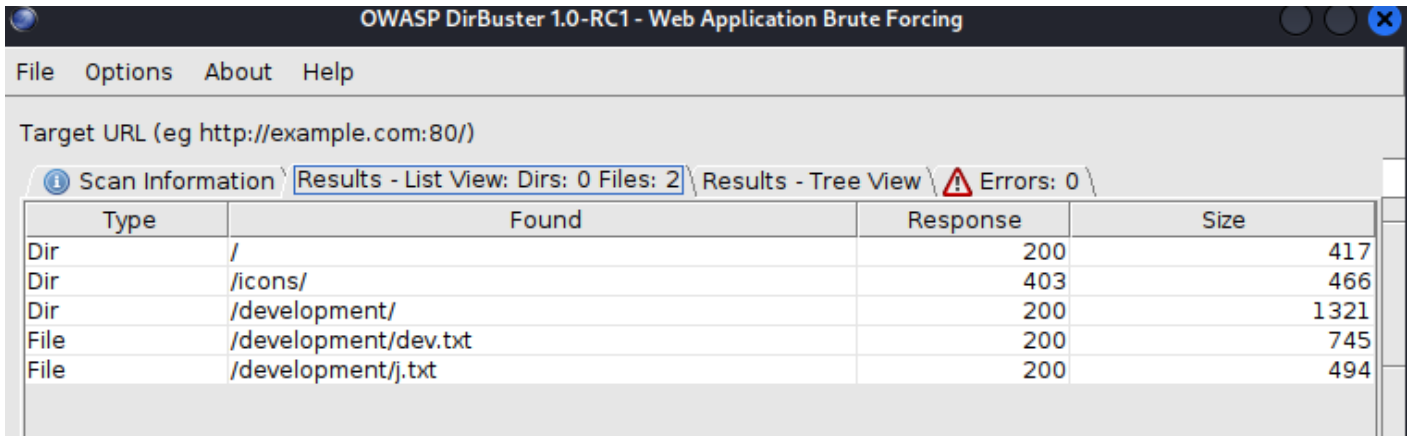 OWASP DirBuster 1.0-RC1 - Web Application Brute Forcing
File Options About Help
Target URL (eg http://example.com:80/)
Scan Information Results - List View: Dirs: 0 Files: 2 Results - Tree View Errors: 0
Type Found Response Size
Dir / 200 417
Dir /icons/ 403 466
Dir /development/ 200 1321
File /development/dev.txt 200 745
File /development/j.txt 200 494